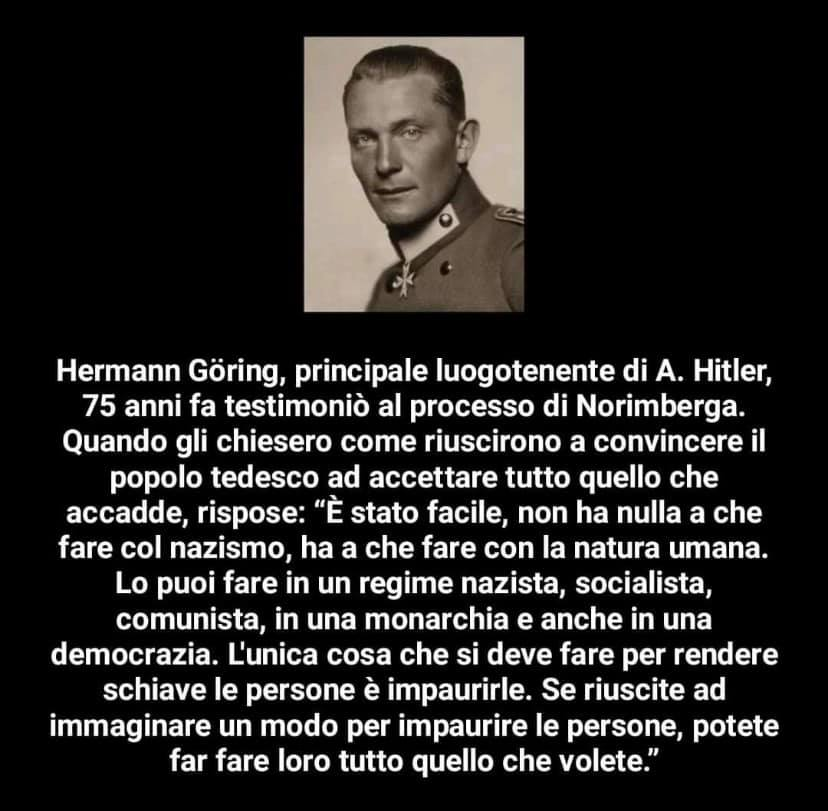 Hermann Göring, principale luogotenente di A. Hitler,
75 anni fa testimoniò al processo di Norimberga.
Quando gli chiesero come riuscirono a convincere il
popolo tedesco ad accettare tutto quello che
accadde, rispose: “È stato facile, non ha nulla a che
fare col nazismo, ha a che fare con la natura umana.
Lo puoi fare in un regime nazista, socialista,
comunista, in una monarchia e anche in una
democrazia. L'unica cosa che si deve fare per rendere
schiave le persone è impaurirle. Se riuscite ad
immaginare un modo per impaurire le persone, potete
far fare loro tutto quello che volete.”